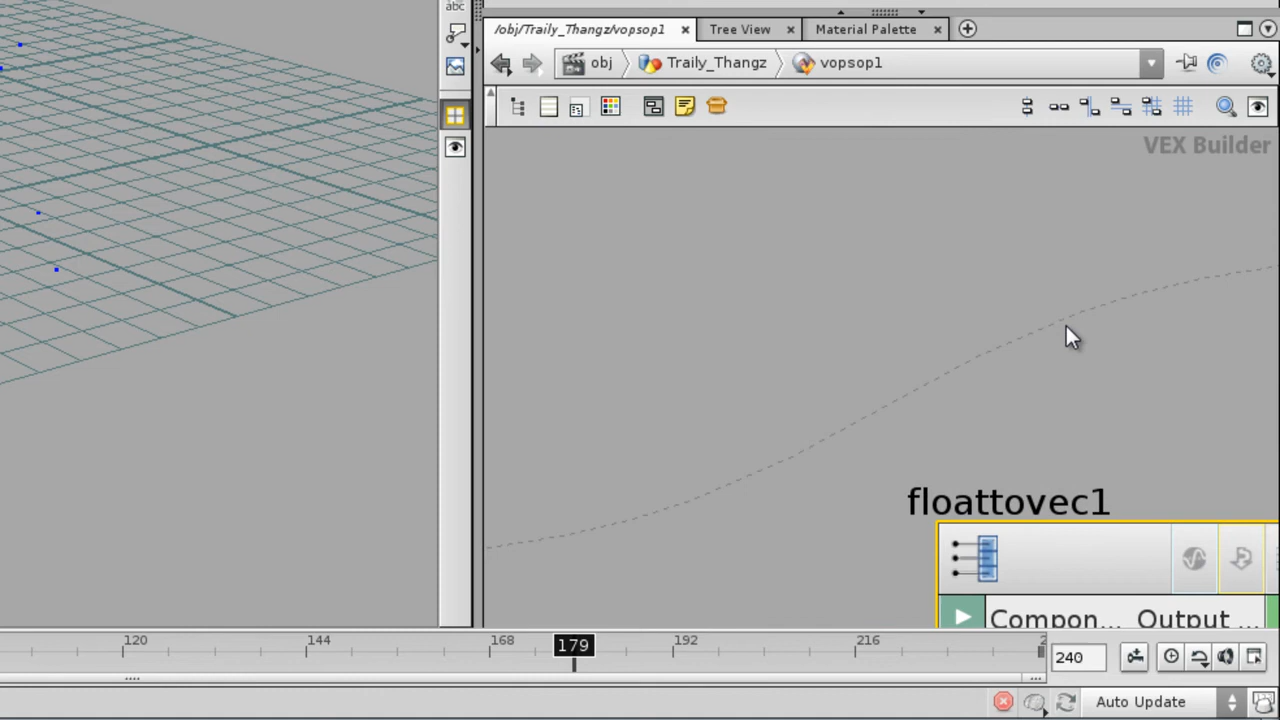 abc
/obj/Traily_Thangz/vopsop1
Tree View
Material Palette
obj
Traily_Thangz
vopsop1
VEX Builder
floattovec1
Compon... Output ...
120
144
168
179
192
216
2
240
Auto Update